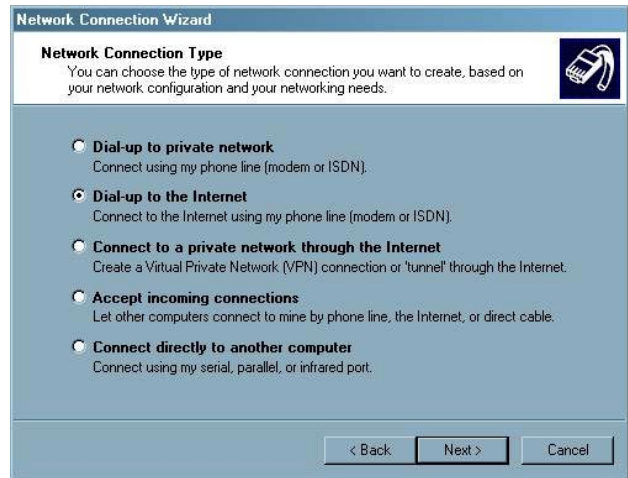 Network Connection Wizard
Network Connection Type
You can choose the type of network connection you want to create, based on
your network configuration and your networking needs.
Dial-up to private network
Connect using my phone line (modem or ISDN).
Dial-up to the Internet
Connect to the Internet using my phone line (modem or ISDN).
Connect to a private network through the Internet
Create a Virtual Private Network (VPN) connection or 'tunnel' through the Internet.
Accept incoming connections
Let other computers connect to mine by phone line, the Internet, or direct cable.
Connect directly to another computer
Connect using my serial, parallel, or infrared port.
< Back Next > Cancel